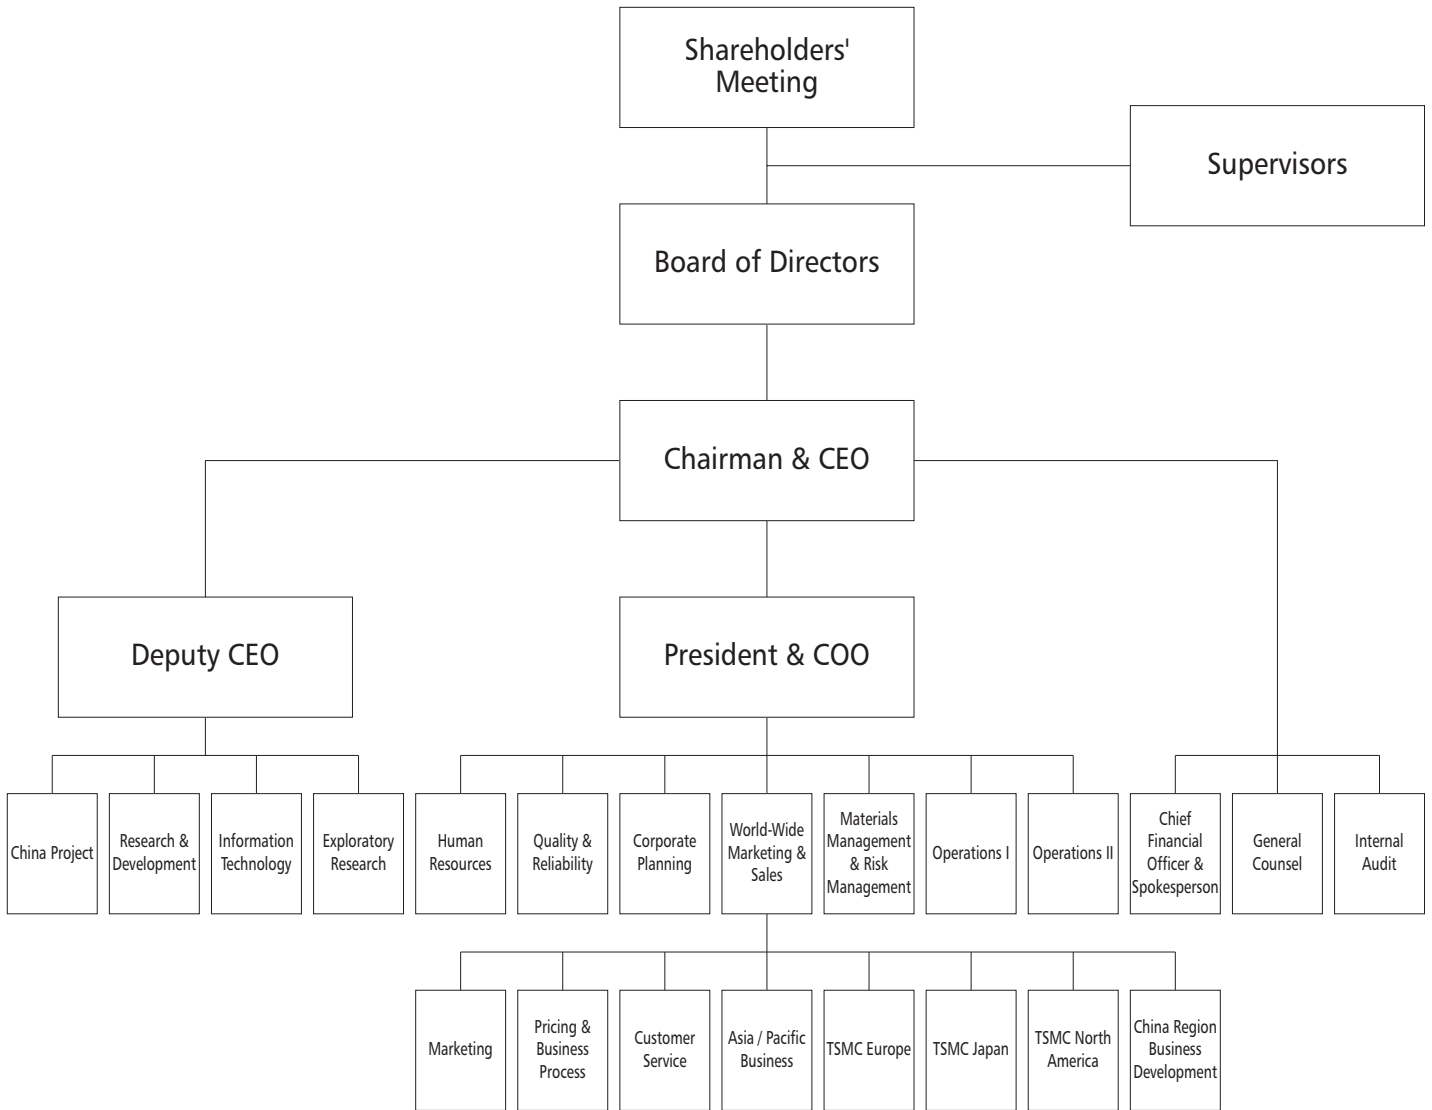 Shareholders'
Meeting
Supervisors
Board of Directors
Chairman & CEO
Deputy CEO
President & COO
China Project
Research &
Development
Information
Technology
Exploratory
Research
Human
Resources
Quality &
Reliability
Corporate
Planning
World-Wide
Marketing &
Sales
Materials
Management
& Risk
Management
Operations I
Operations II
Chief
Financial
Officer &
Spokesperson
General
Counsel
Internal
Audit
Marketing
Pricing &
Business
Process
Customer
Service
Asia / Pacific
Business
TSMC Europe
TSMC Japan
TSMC North
America
China Region
Business
Development